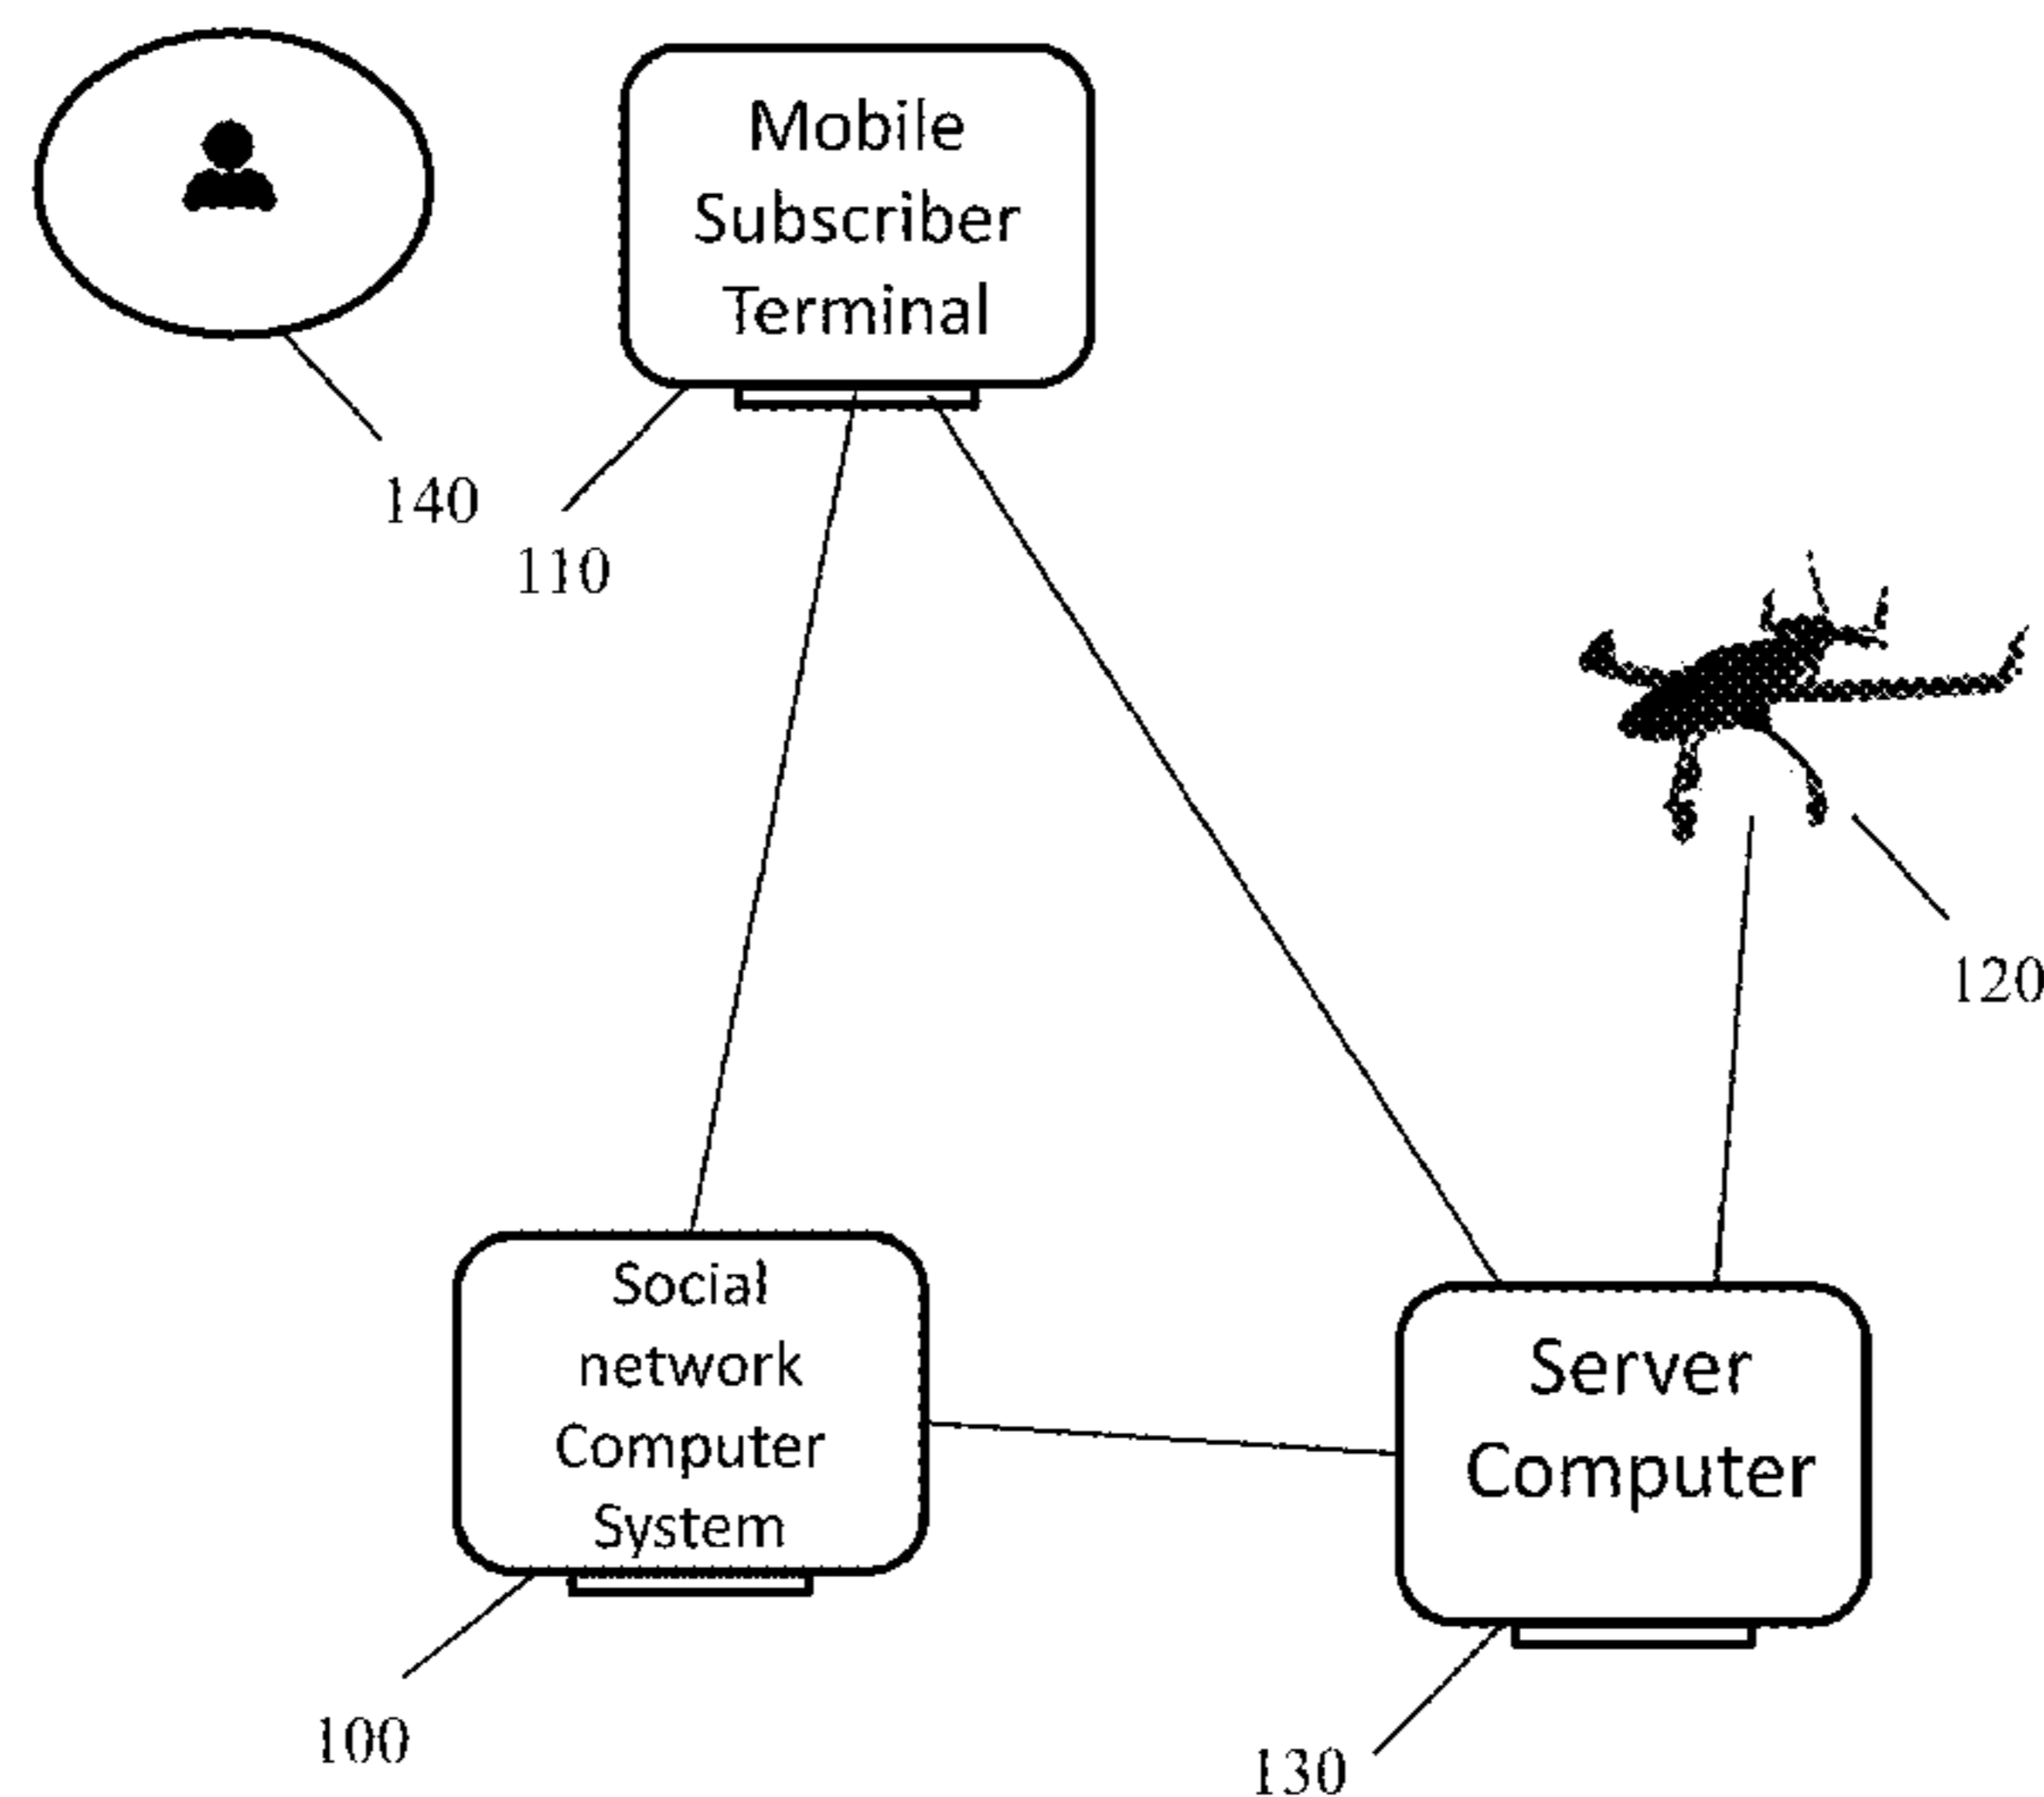 Mobile
Subscriber
Terminal
140
110
120
Social
network
Computer
System
Server
Computer
100
130